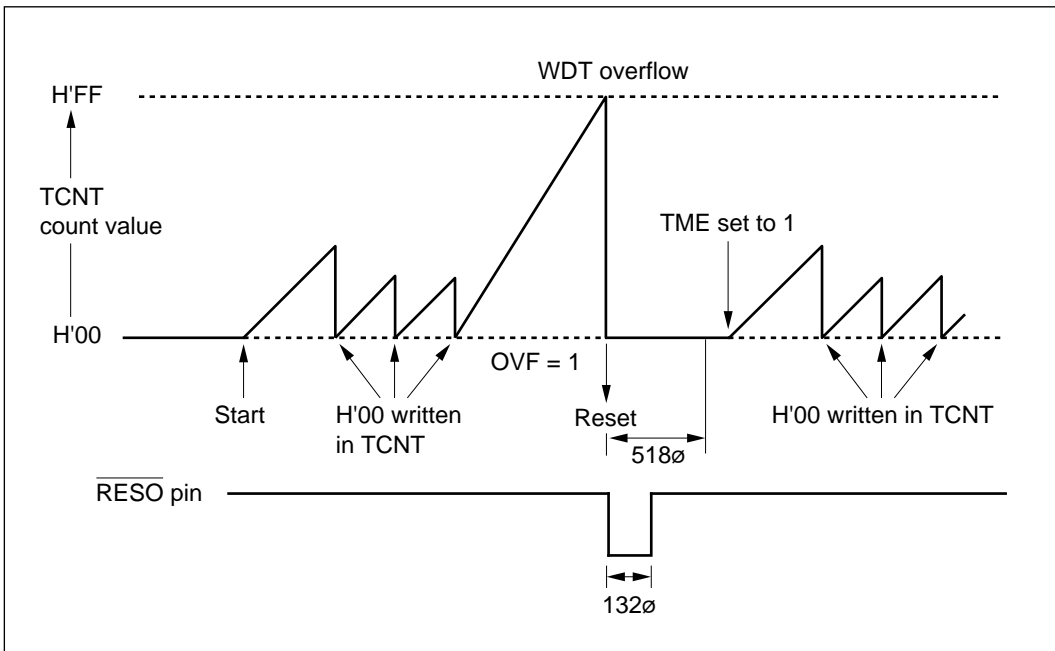 WDT overflow
H'FF
TCNT
count value
TME set to 1
H'00
OVF = 1
Start
H'00 written
in TCNT
Reset
H'00 written in TCNT
518ø
RESO pin
132ø